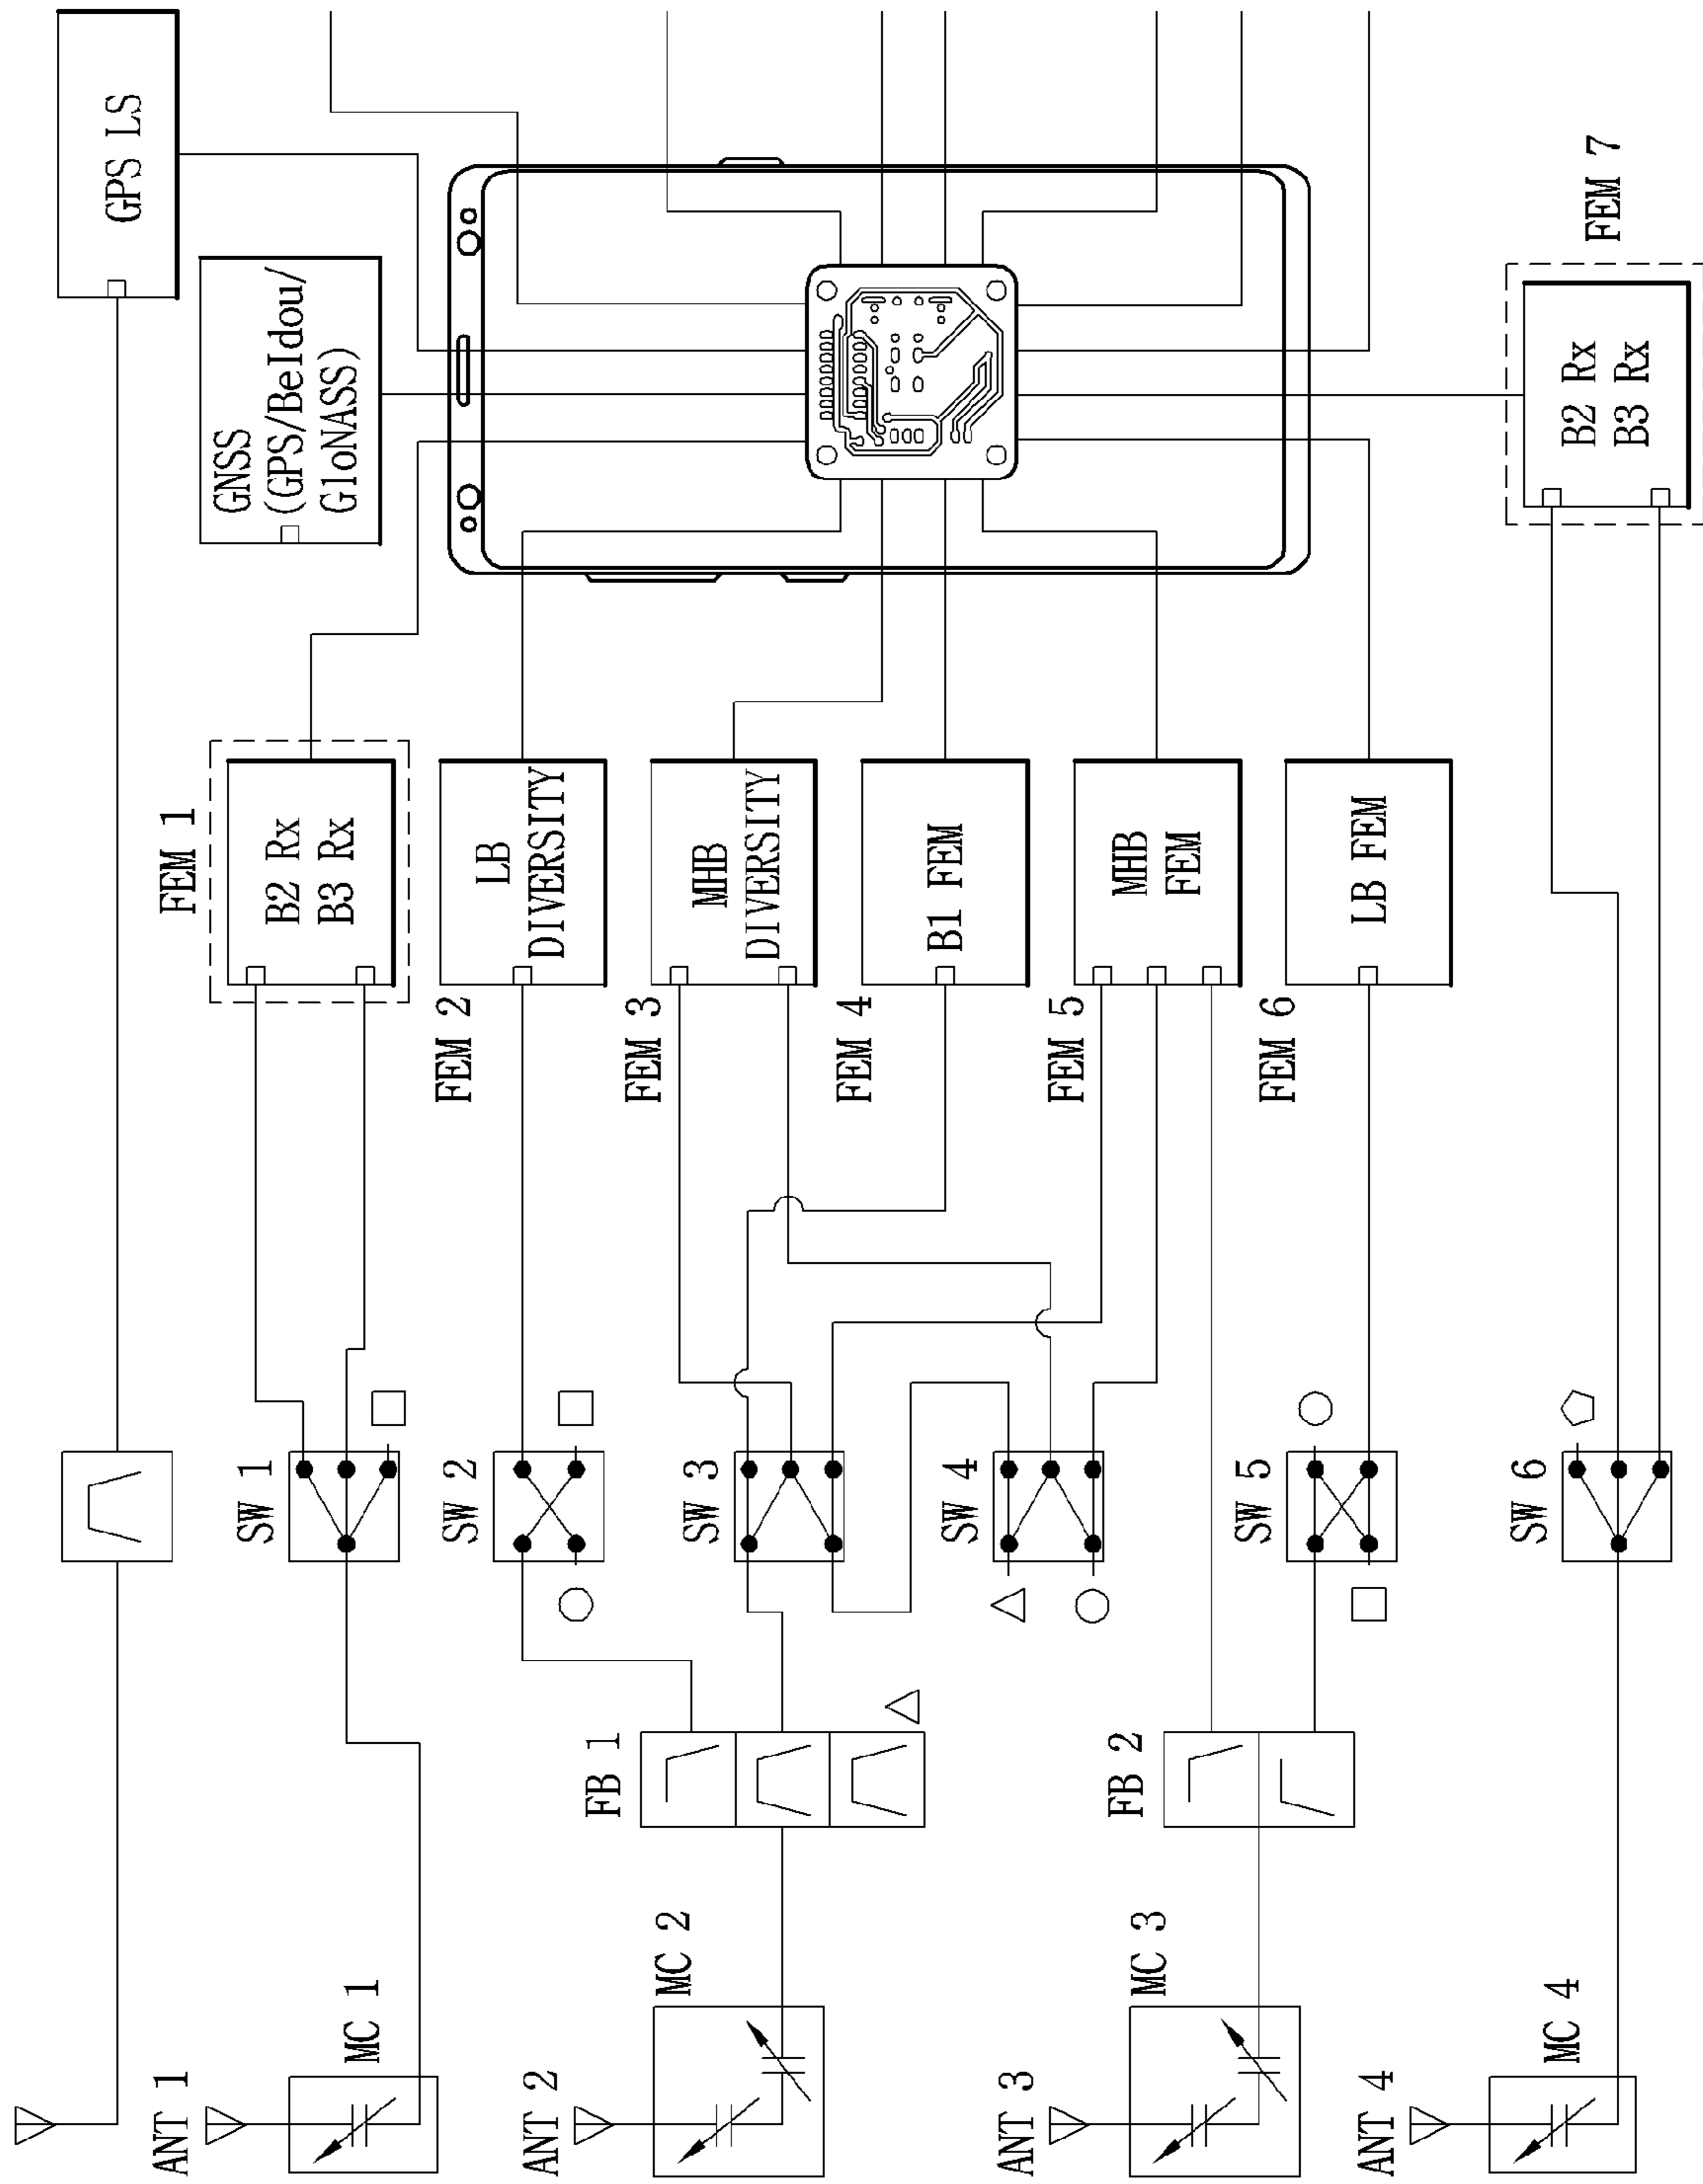 GPS LS
GNSS
(GPS/BeIdou/
GloNASS)
FEM 1
B2 Rx
B3 Rx
FEM 2
LB
DIVERSITY
FEM 3
MHB
DIVERSITY
FEM 4
B1 FEM
FEM 5
MHB
FEM
FEM 6
LB FEM
FEM 7
B2 Rx
B3 Rx
SW 1
SW 2
SW 3
SW 4
SW 5
SW 6
FB 1
FB 2
MC 1
MC 2
MC 3
MC 4
ANT 1
ANT 2
ANT 3
ANT 4